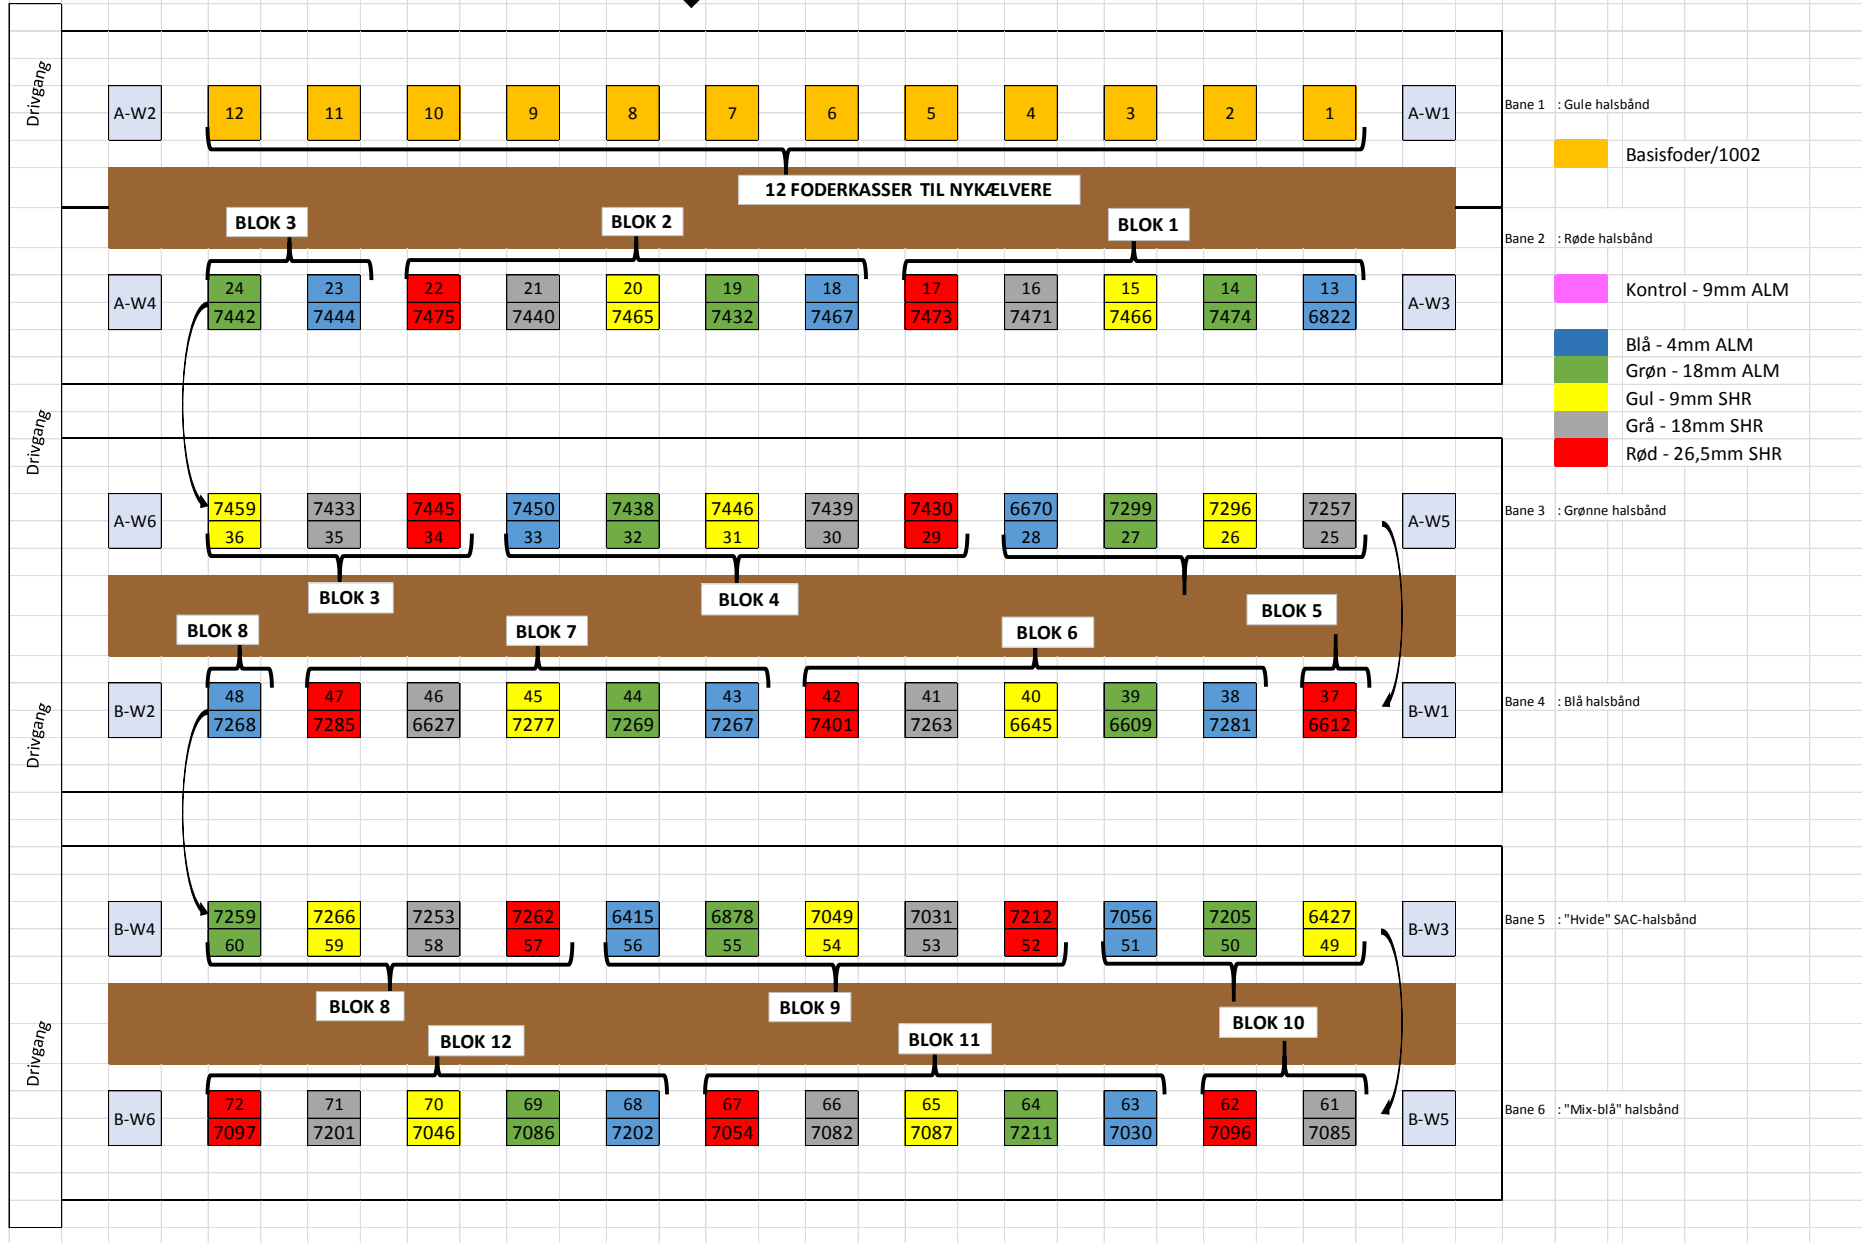 Drivgang
A-W2 12 11 10 9 8 7 6 5 4 3 2 1 A-W1
Bane 1 : Gule halsbånd
Basisfoder/1002
12 FODERKASSER TIL NYKÆLVERE
BLOK 3 BLOK 2 BLOK 1
Bane 2 : Røde halsbånd
A-W4 24 23 22 21 20 19 18 17 16 15 14 13 A-W3
7442 7444 7475 7440 7465 7432 7467 7473 7471 7466 7474 6822
Kontrol - 9mm ALM
Blå - 4mm ALM
Grøn - 18mm ALM
Gul - 9mm SHR
Grå - 18mm SHR
Rød - 26,5mm SHR
Drivgang
A-W6 7459 7433 7445 7450 7438 7446 7439 7430 6670 7299 7296 7257 A-W5
36 35 34 33 32 31 30 29 28 27 26 25
Bane 3 : Grønne halsbånd
BLOK 3 BLOK 4
BLOK 5
BLOK 8 BLOK 7 BLOK 6
Drivgang
B-W2 48 47 46 45 44 43 42 41 40 39 38 37 B-W1
7268 7285 6627 7277 7269 7267 7401 7263 6645 6609 7281 6612
Bane 4 : Blå halsbånd
B-W4 7259 7266 7253 7262 6415 6878 7049 7031 7212 7056 7205 6427 B-W3
60 59 58 57 56 55 54 53 52 51 50 49
Bane 5 : "Hvide" SAC-halsbånd
BLOK 8 BLOK 9
BLOK 10
BLOK 12 BLOK 11
Drivgang
B-W6 72 71 70 69 68 67 66 65 64 63 62 61 B-W5
7097 7201 7046 7086 7202 7054 7082 7087 7211 7030 7096 7085
Bane 6 : "Mix-blå" halsbånd